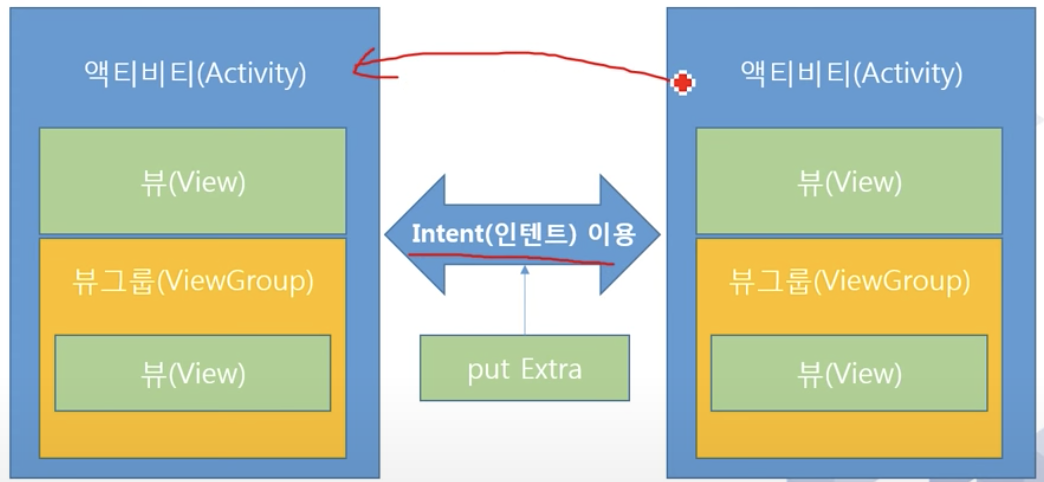 액티비티(Activity)
뷰(View)
뷰그룹(ViewGroup)
뷰(View)
Intent(인텐트) 이용
put Extra
액티비티(Activity)
뷰(View)
뷰그룹(ViewGroup)
뷰(View)